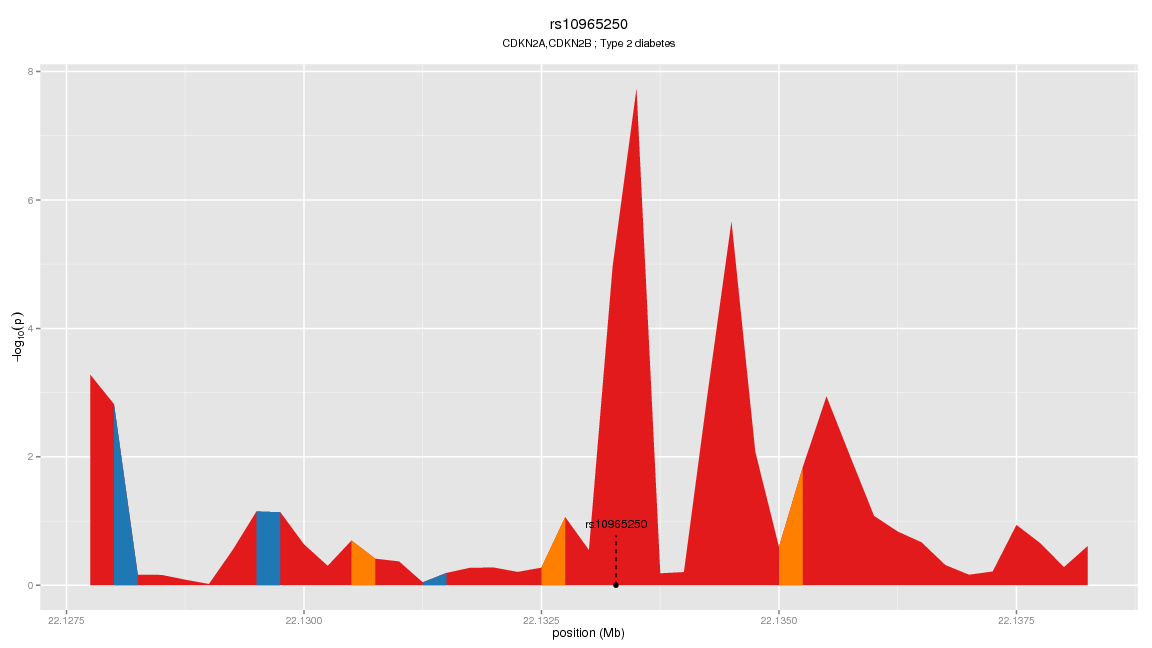 rs10965250
CDKN2A,CDKN2B ; Type 2 diabetes
8
6
4
2
0
−log10(p)
rs10965250
22.1275
22.1300
22.1325
22.1350
22.1375
position (Mb)